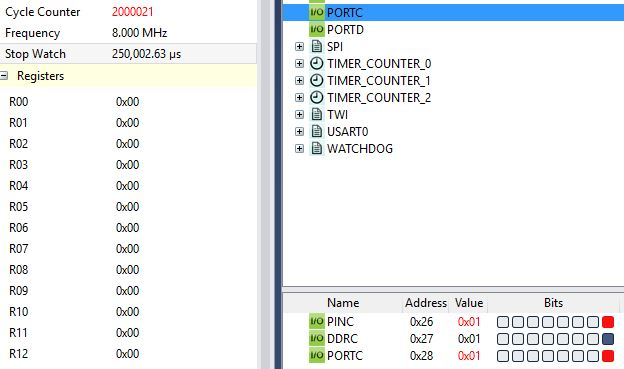 Cycle Counter 2000021
Frequency 8.000 MHz
Stop Watch 250,002.63 µs
Registers
R00 0x00
R01 0x00
R02 0x00
R03 0x00
R04 0x00
R05 0x00
R06 0x00
R07 0x00
R08 0x00
R09 0x00
R10 0x00
R11 0x00
R12 0x00
I/O PORTC
I/O PORTD
SPI
TIMER_COUNTER_0
TIMER_COUNTER_1
TIMER_COUNTER_2
TWI
USART0
WATCHDOG
Name Address Value Bits
I/O PINC 0x26 0x01
I/O DDRC 0x27 0x01
I/O PORTC 0x28 0x01